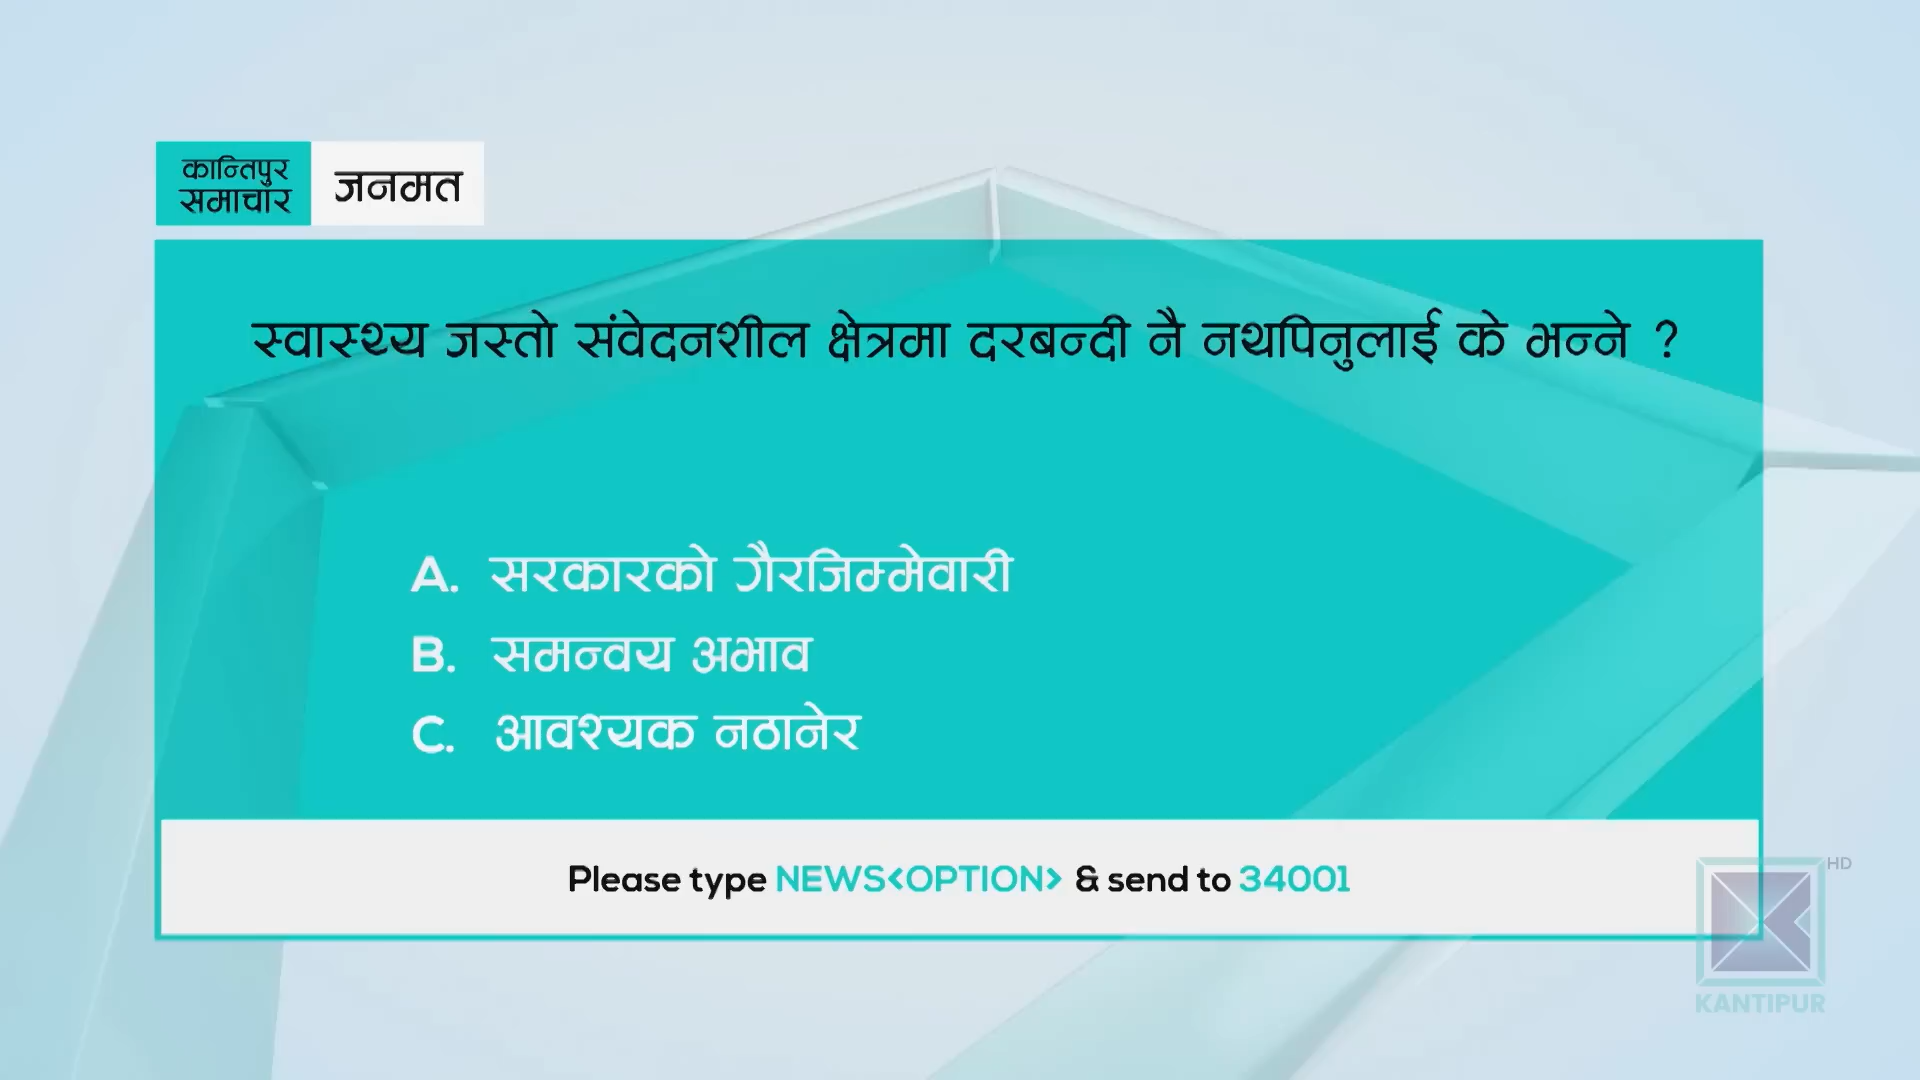 कान्तिपुर
समाचार
जनमत
स्वास्थ्य जस्तो संवेदनशील क्षेत्रमा दरबन्दी नै नथपिनुलाई के भन्ने ?
A. सरकारको गैरजिम्मेवारी
B. समन्वय अभाव
C. आवश्यक नठानेर
Please type NEWS<OPTION> & send to 34001
HD
KANTIPUR